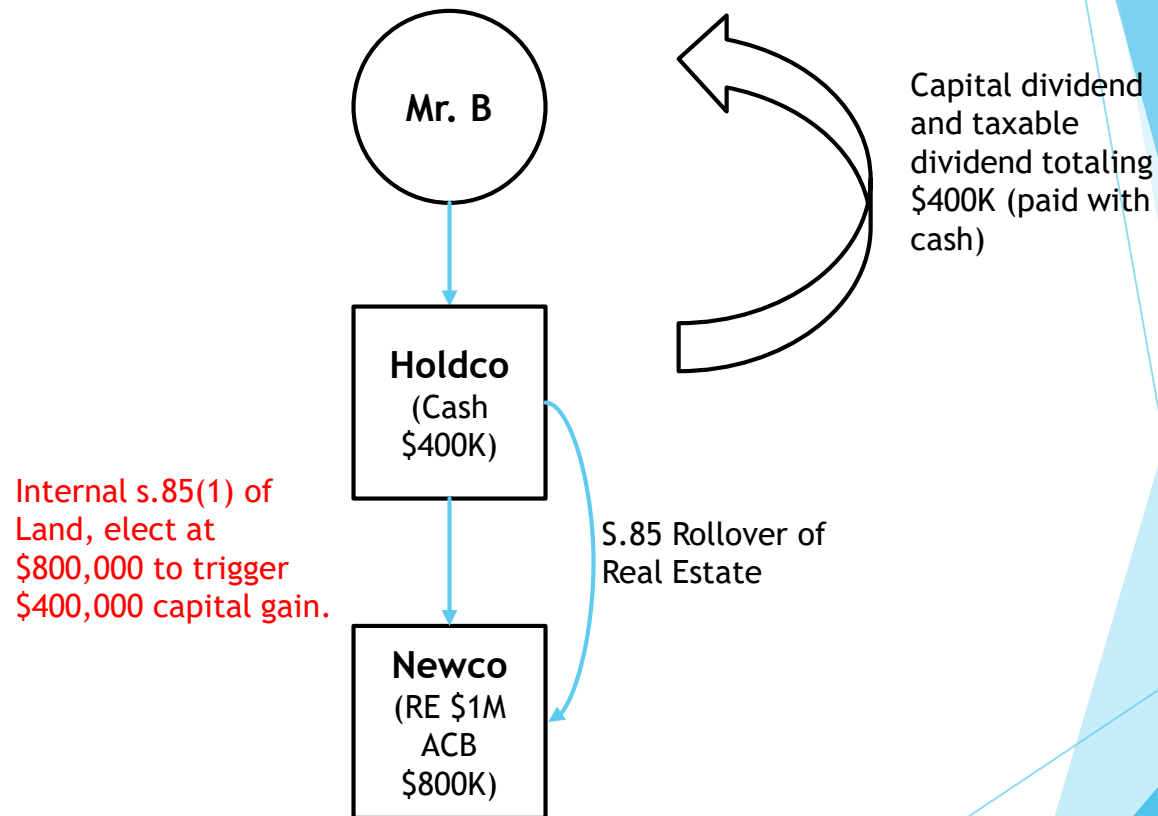 Mr. B
Capital dividend
and taxable
dividend totaling
$400K (paid with
cash)
Holdco
(Cash
$400K)
Internal s.85(1) of
Land, elect at
$800,000 to trigger
$400,000 capital gain.
S.85 Rollover of
Real Estate
Newco
(RE $1M
ACB
$800K)